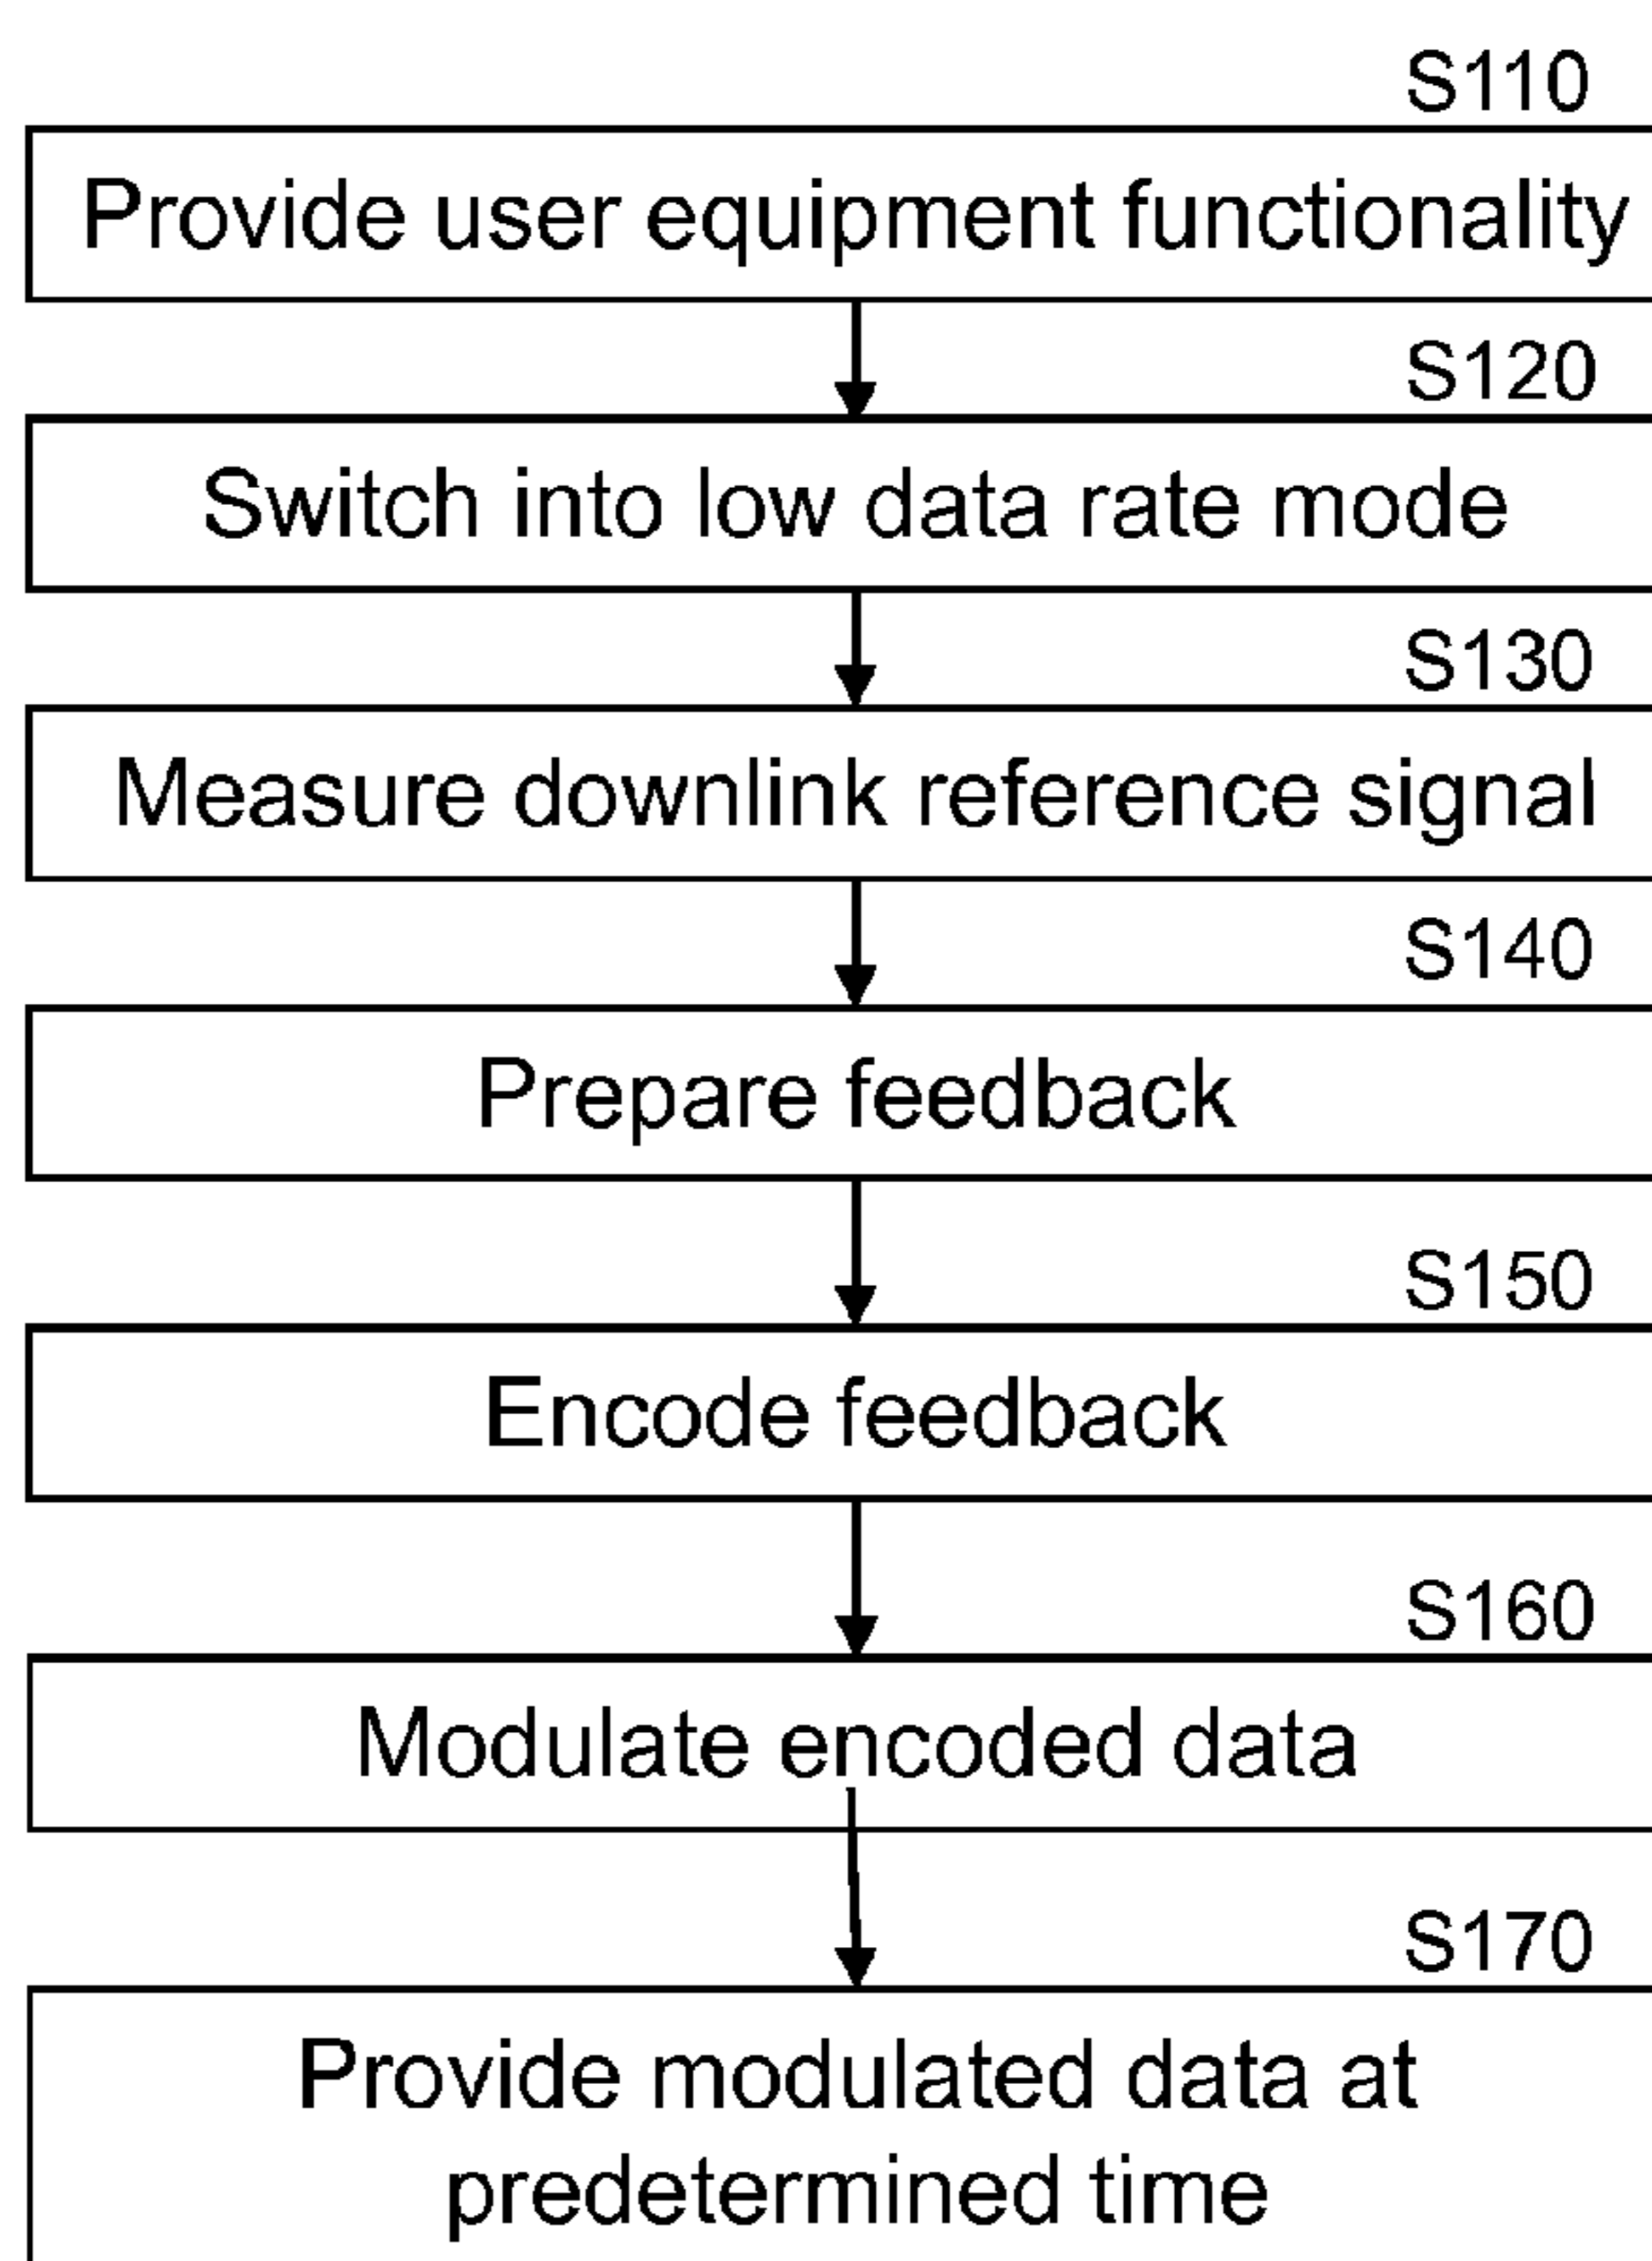 S110
Provide user equipment functionality
S120
Switch into low data rate mode
S130
Measure downlink reference signal
S140
Prepare feedback
S150
Encode feedback
S160
Modulate encoded data
S170
Provide modulated data at
predetermined time